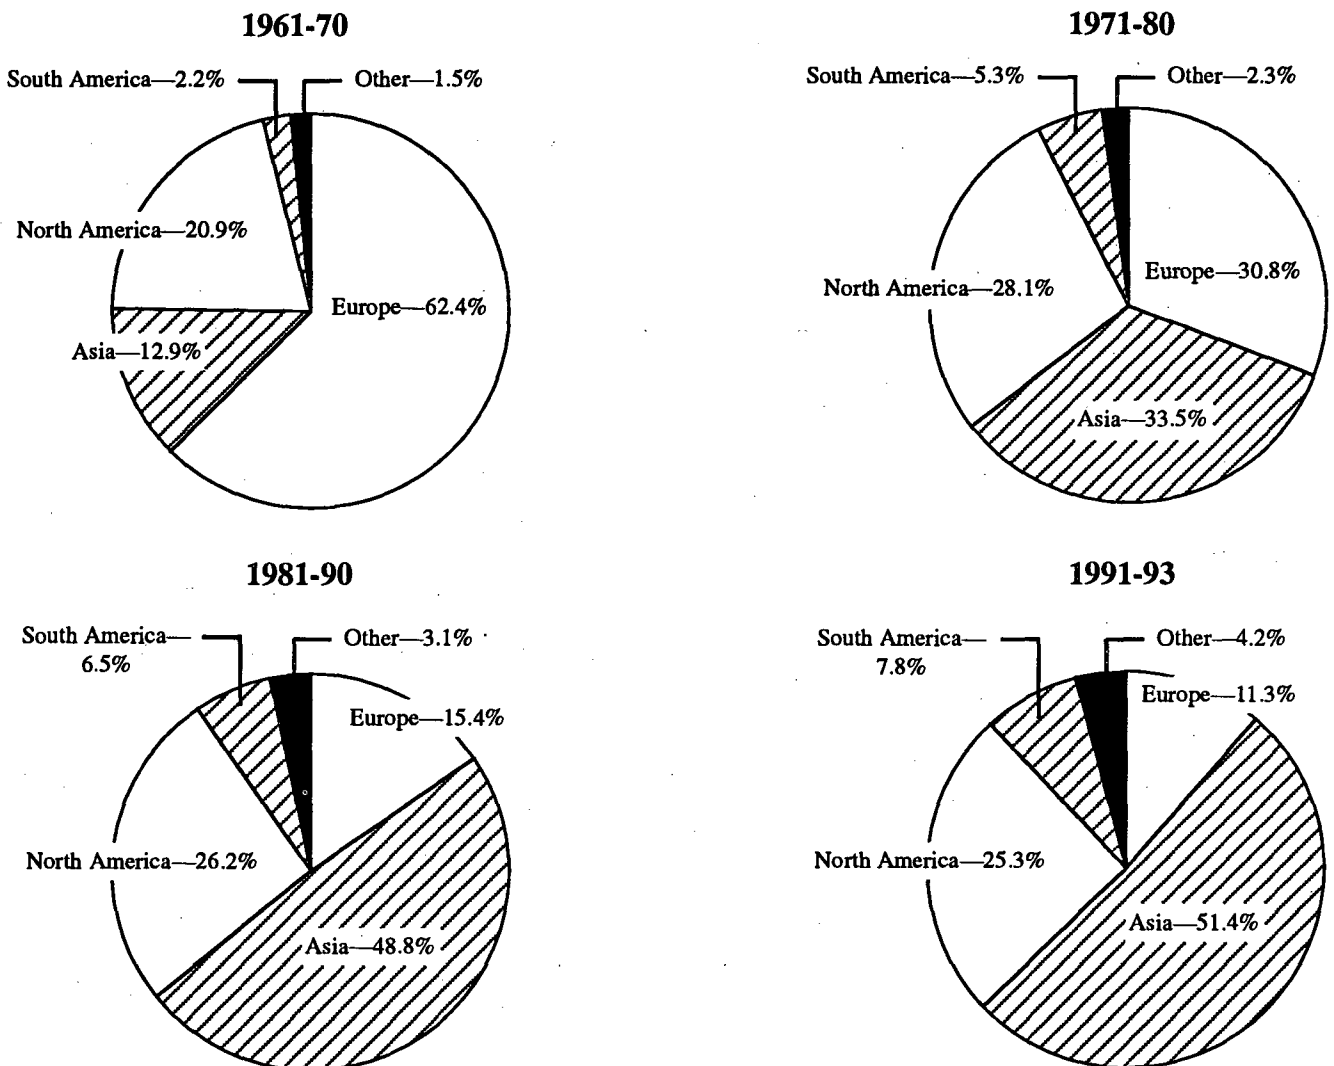 1961-70
South America—2.2%
Other—1.5%
North America—20.9%
Europe—62.4%
Asia—12.9%
1971-80
South America—5.3%
Other—2.3%
Europe—30.8%
North America—28.1%
Asia—33.5%
1981-90
South America—
6.5%
Other—3.1%
Europe—15.4%
North America—26.2%
Asia—48.8%
1991-93
South America—
7.8%
Other—4.2%
Europe—11.3%
North America—25.3%
Asia—51.4%